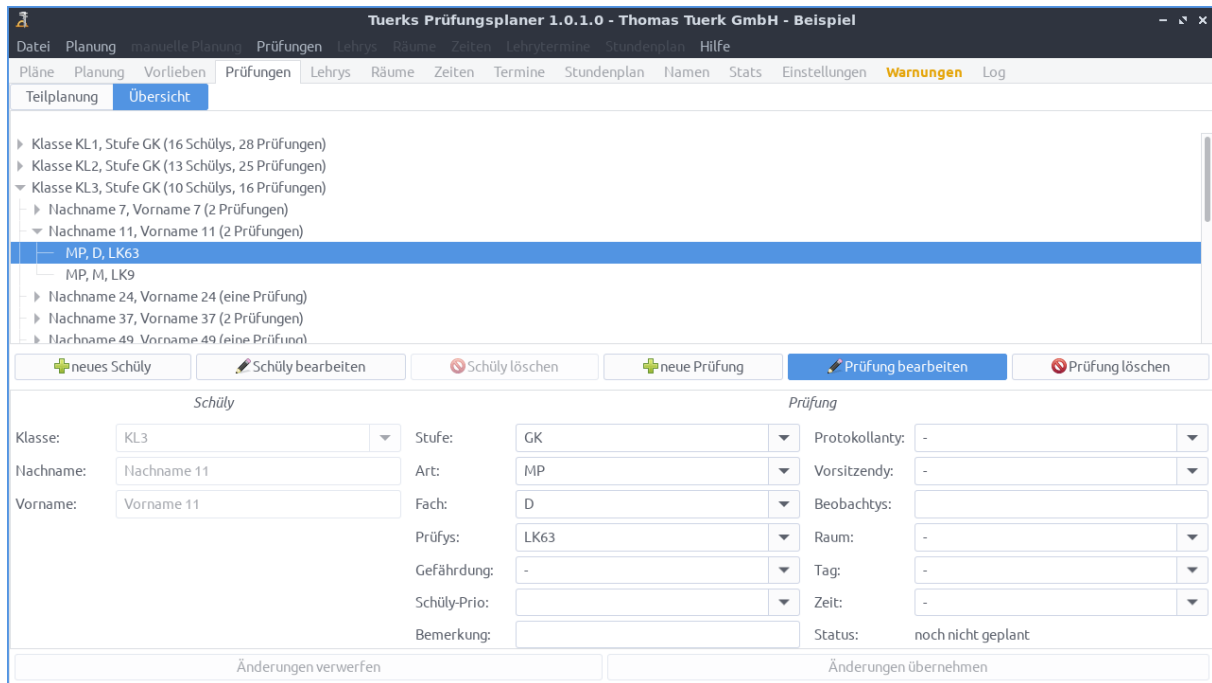 Tuerks Prüfungsplaner 1.0.1.0 - Thomas Tuerk GmbH - Beispiel
Datei Planung manuelle Planung Prüfungen Lehrys Räume Zeiten Lehrytermine Stundenplan Hilfe
Pläne Planung Vorlieben Prüfungen Lehrys Räume Zeiten Termine Stundenplan Namen Stats Einstellungen Warnungen Log
Teilplanung Übersicht
Klasse KL1, Stufe GK (16 Schülys, 28 Prüfungen)
Klasse KL2, Stufe GK (13 Schülys, 25 Prüfungen)
Klasse KL3, Stufe GK (10 Schülys, 16 Prüfungen)
Nachname 7, Vorname 7 (2 Prüfungen)
Nachname 11, Vorname 11 (2 Prüfungen)
MP, D, LK63
MP, M, LK9
Nachname 24, Vorname 24 (eine Prüfung)
Nachname 37, Vorname 37 (2 Prüfungen)
Nachname 49, Vorname 49 (eine Prüfung)
neues Schüly Schüly bearbeiten Schüly löschen neue Prüfung Prüfung bearbeiten Prüfung löschen
Schüly Prüfung
Klasse: KL3 Stufe: GK Protokollanty: -
Nachname: Nachname 11 Art: MP Vorsitzendy: -
Vorname: Vorname 11 Fach: D Beobachtys:
Prüfys: LK63 Raum: -
Gefährdung: - Tag: -
Schüly-Prio: Zeit: -
Bemerkung: Status: noch nicht geplant
Änderungen verwerfen Änderungen übernehmen